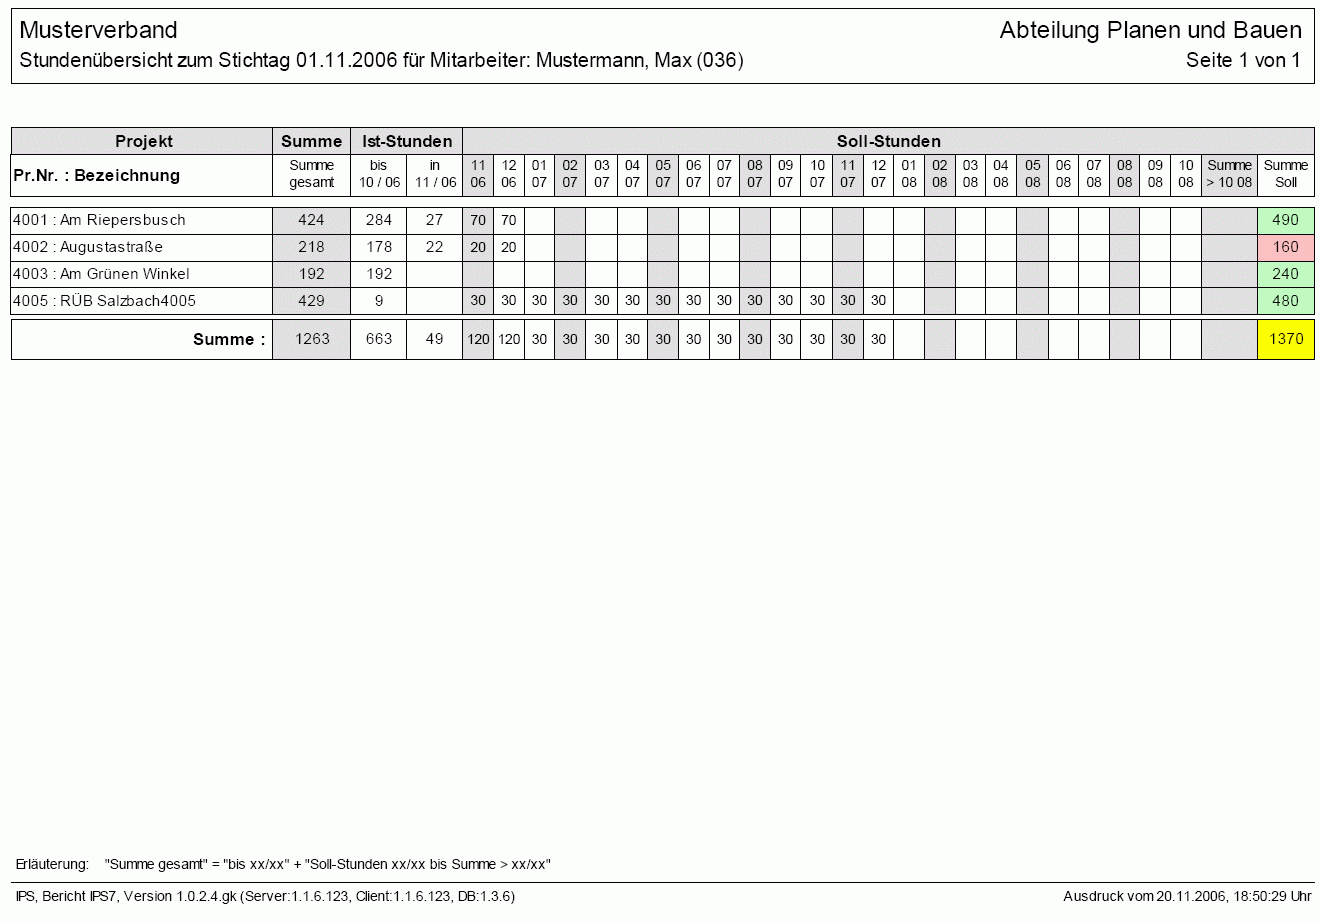 Musterverband Abteilung Planen und Bauen
Stundenübersicht zum Stichtag 01.11.2006 für Mitarbeiter: Mustermann, Max (036) Seite 1 von 1
Projekt Summe Ist-Stunden Soll-Stunden
Pr.Nr. : Bezeichnung
Summe bis in 11 12 01 02 03 04 05 06 07 08 09 10 11 12 01 02 03 04 05 06 07 08 09 10 Summe Summe
gesamt 10 / 06 11 / 06 06 06 07 07 07 07 07 07 07 07 07 07 07 07 08 08 08 08 08 08 08 08 08 08 > 10 08 Soll
4001 : Am Riepersbusch 424 284 27 70 70 490
4002 : Augustastraße 218 178 22 20 20 160
4003 : Am Grünen Winkel 192 192 240
4005 : RÜB Salzbach4005 429 9 30 30 30 30 30 30 30 30 30 30 30 30 30 30 480
Summe : 1263 663 49 120 120 30 30 30 30 30 30 30 30 30 30 30 30 1370
Erläuterung: "Summe gesamt" = "bis xx/xx" + "Soll-Stunden xx/xx bis Summe > xx/xx"
IPS, Bericht IPS7, Version 1.0.2.4.gk (Server:1.1.6.123, Client:1.1.6.123, DB:1.3.6) Ausdruck vom 20.11.2006, 18:50:29 Uhr